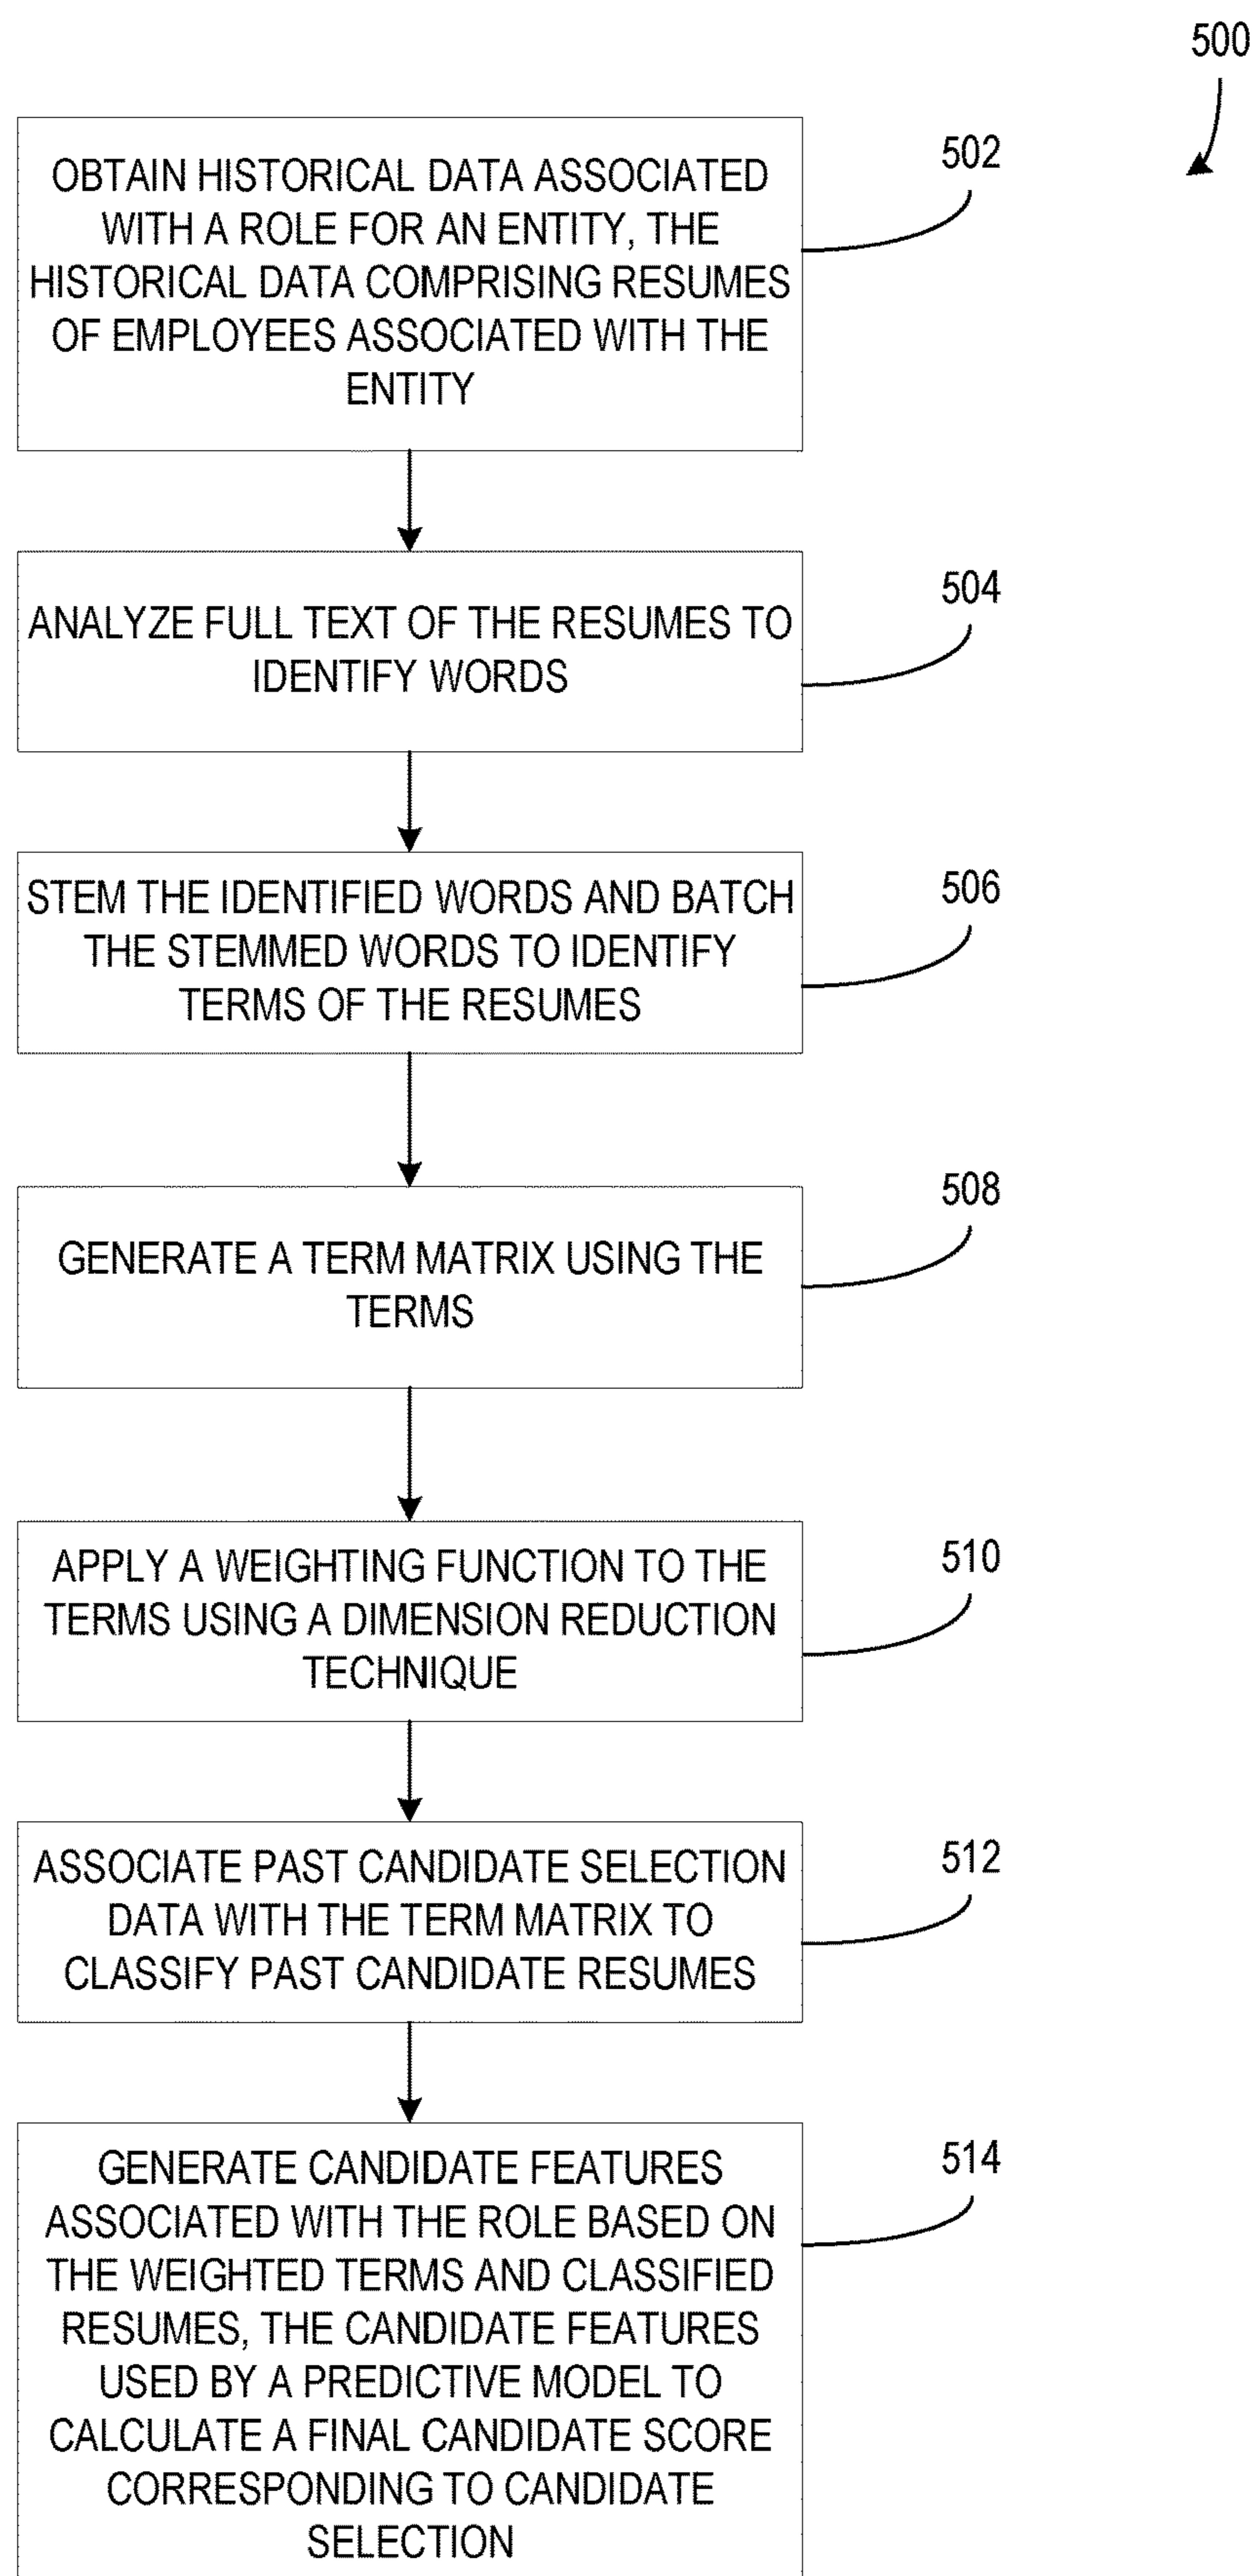 500
502
OBTAIN HISTORICAL DATA ASSOCIATED
WITH A ROLE FOR AN ENTITY, THE
HISTORICAL DATA COMPRISING RESUMES
OF EMPLOYEES ASSOCIATED WITH THE
ENTITY
504
ANALYZE FULL TEXT OF THE RESUMES TO
IDENTIFY WORDS
506
STEM THE IDENTIFIED WORDS AND BATCH
THE STEMMED WORDS TO IDENTIFY
TERMS OF THE RESUMES
508
GENERATE A TERM MATRIX USING THE
TERMS
510
APPLY A WEIGHTING FUNCTION TO THE
TERMS USING A DIMENSION REDUCTION
TECHNIQUE
512
ASSOCIATE PAST CANDIDATE SELECTION
DATA WITH THE TERM MATRIX TO
CLASSIFY PAST CANDIDATE RESUMES
514
GENERATE CANDIDATE FEATURES
ASSOCIATED WITH THE ROLE BASED ON
THE WEIGHTED TERMS AND CLASSIFIED
RESUMES, THE CANDIDATE FEATURES
USED BY A PREDICTIVE MODEL TO
CALCULATE A FINAL CANDIDATE SCORE
CORRESPONDING TO CANDIDATE
SELECTION